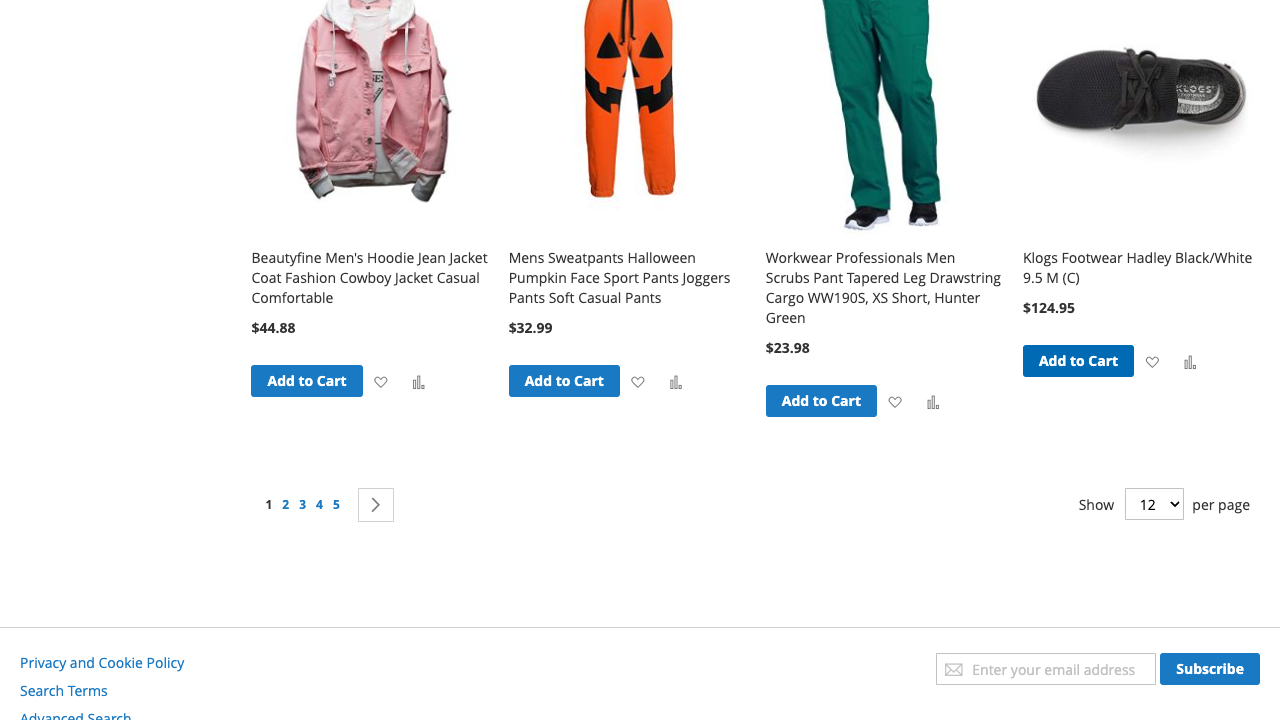 KLOGS
Beautyfine Men's Hoodie Jean Jacket
Coat Fashion Cowboy Jacket Casual
Comfortable
$44.88
Add to Cart
Mens Sweatpants Halloween
Pumpkin Face Sport Pants Joggers
Pants Soft Casual Pants
$32.99
Add to Cart
Workwear Professionals Men
Scrubs Pant Tapered Leg Drawstring
Cargo WW190S, XS Short, Hunter
Green
$23.98
Add to Cart
Klogs Footwear Hadley Black/White
9.5 M (C)
$124.95
Add to Cart
1 2 3 4 5
Show 12 per page
Privacy and Cookie Policy
Search Terms
Advanced Search
Enter your email address
Subscribe